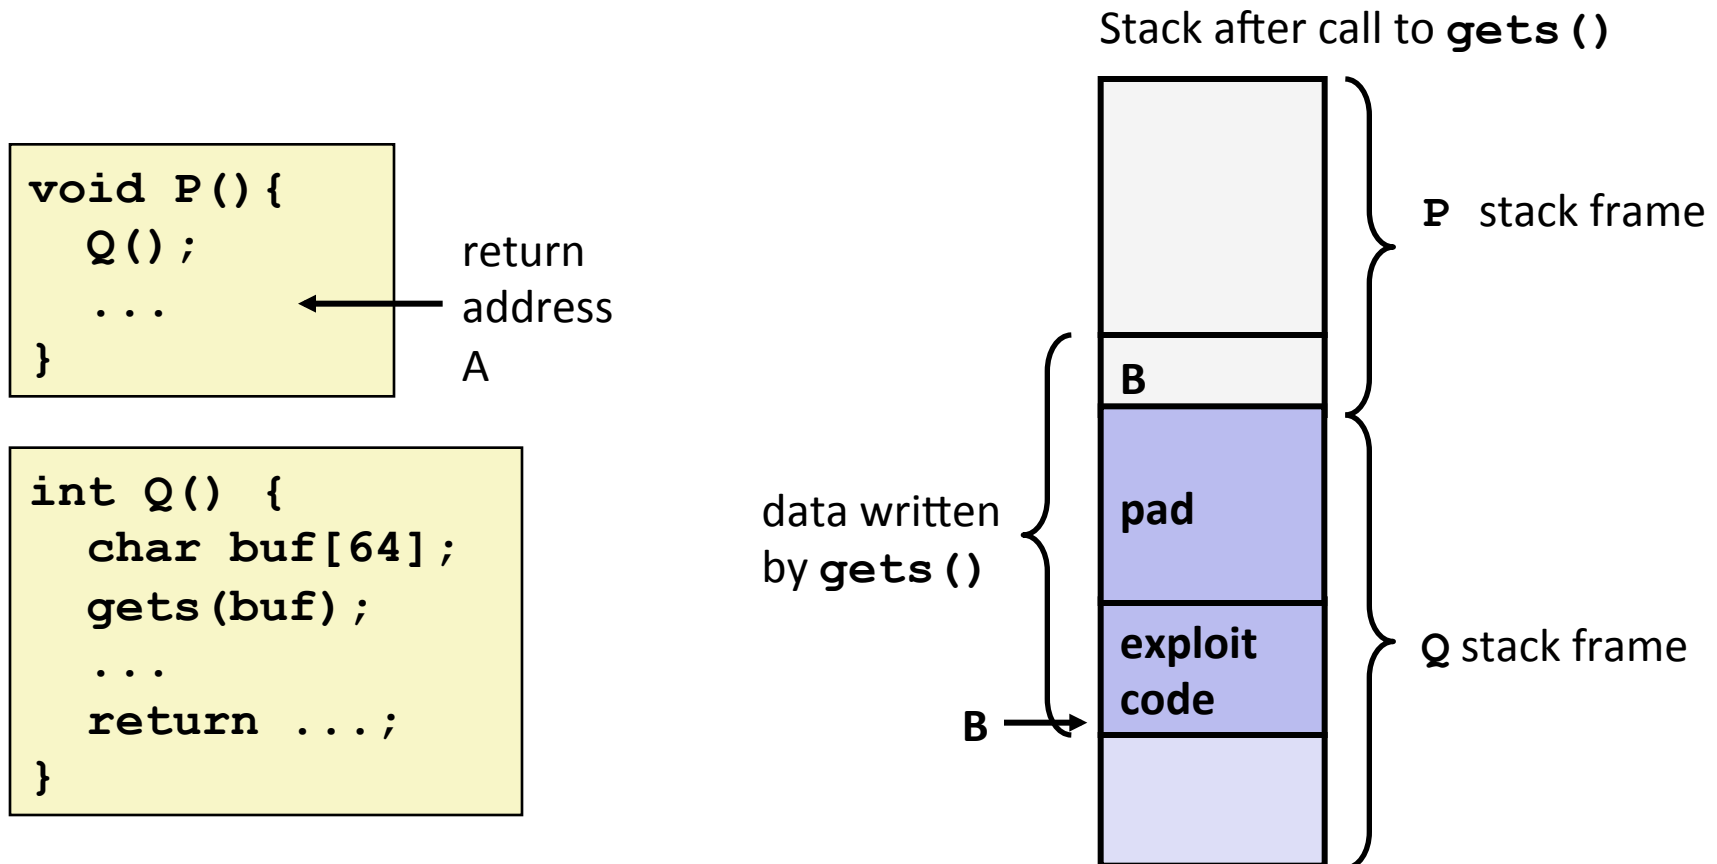 Stack after call to gets()
void P(){
Q();
...
}
return
address
A
int Q() {
char buf[64];
gets(buf);
...
return ...;
}
P stack frame
B
data written
by gets()
pad
exploit
code
B
Q stack frame